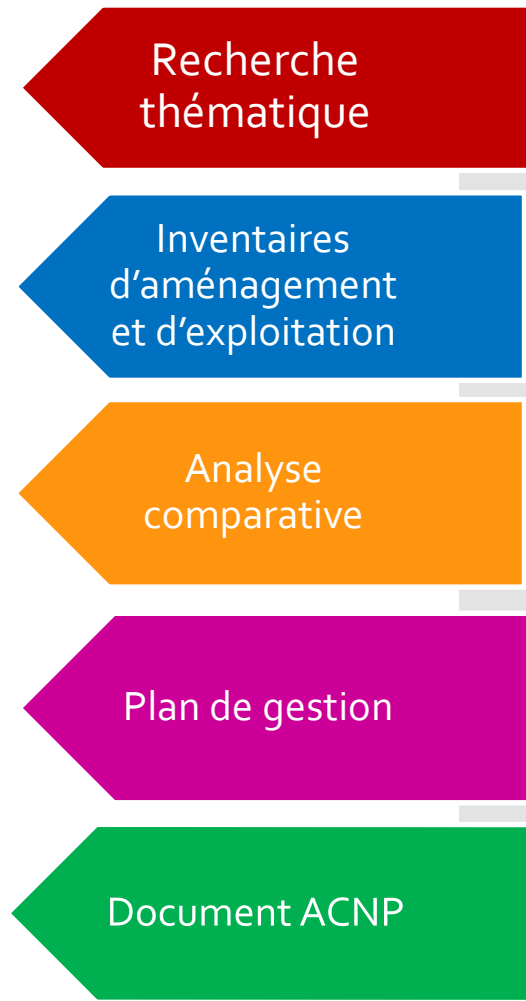 Recherche
thématique
Inventaires
d’aménagement
et d’exploitation
Analyse
comparative
Plan de gestion
Document ACNP